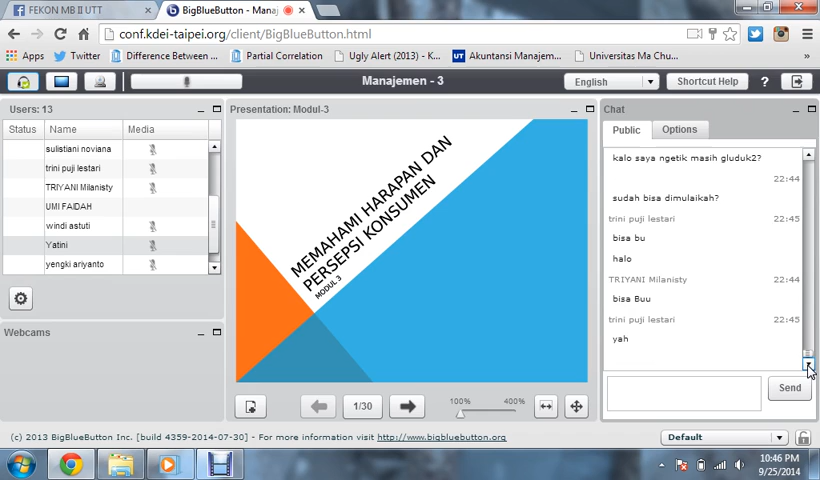 FEKON MB II UTT
BigBlueButton - Manaj
conf.kdei-taipei.org/client/BigBlueButton.html
Apps
Twitter
Difference Between ...
Partial Correlation
Ugly Alert (2013) - K...
UT
Akuntansi Manajem...
Universitas Ma Chu...
Manajemen - 3
English
Shortcut Help
?
Users: 13
Status
Name
Media
sulistiani noviana
trini puji lestari
TRIYANI Milanisty
UMI FAIDAH
windi astuti
Yatini
yengki ariyanto
Webcams
Presentation: Modul-3
MEMAHAMI HARAPAN DAN
PERSEPSI KONSUMEN
MODUL 3
1/30
100%
400%
Chat
Public
Options
kalo saya ngetik masih gluduk2?
22:44
sudah bisa dimulaikah?
trini puji lestari
22:45
bisa bu
halo
TRIYANI Milanisty
22:44
bisa Buu
trini puji lestari
22:45
yah
Send
(c) 2013 BigBlueButton Inc. [build 4359-2014-07-30] - For more information visit http://www.bigbluebutton.org
Default
10:46 PM
9/25/2014